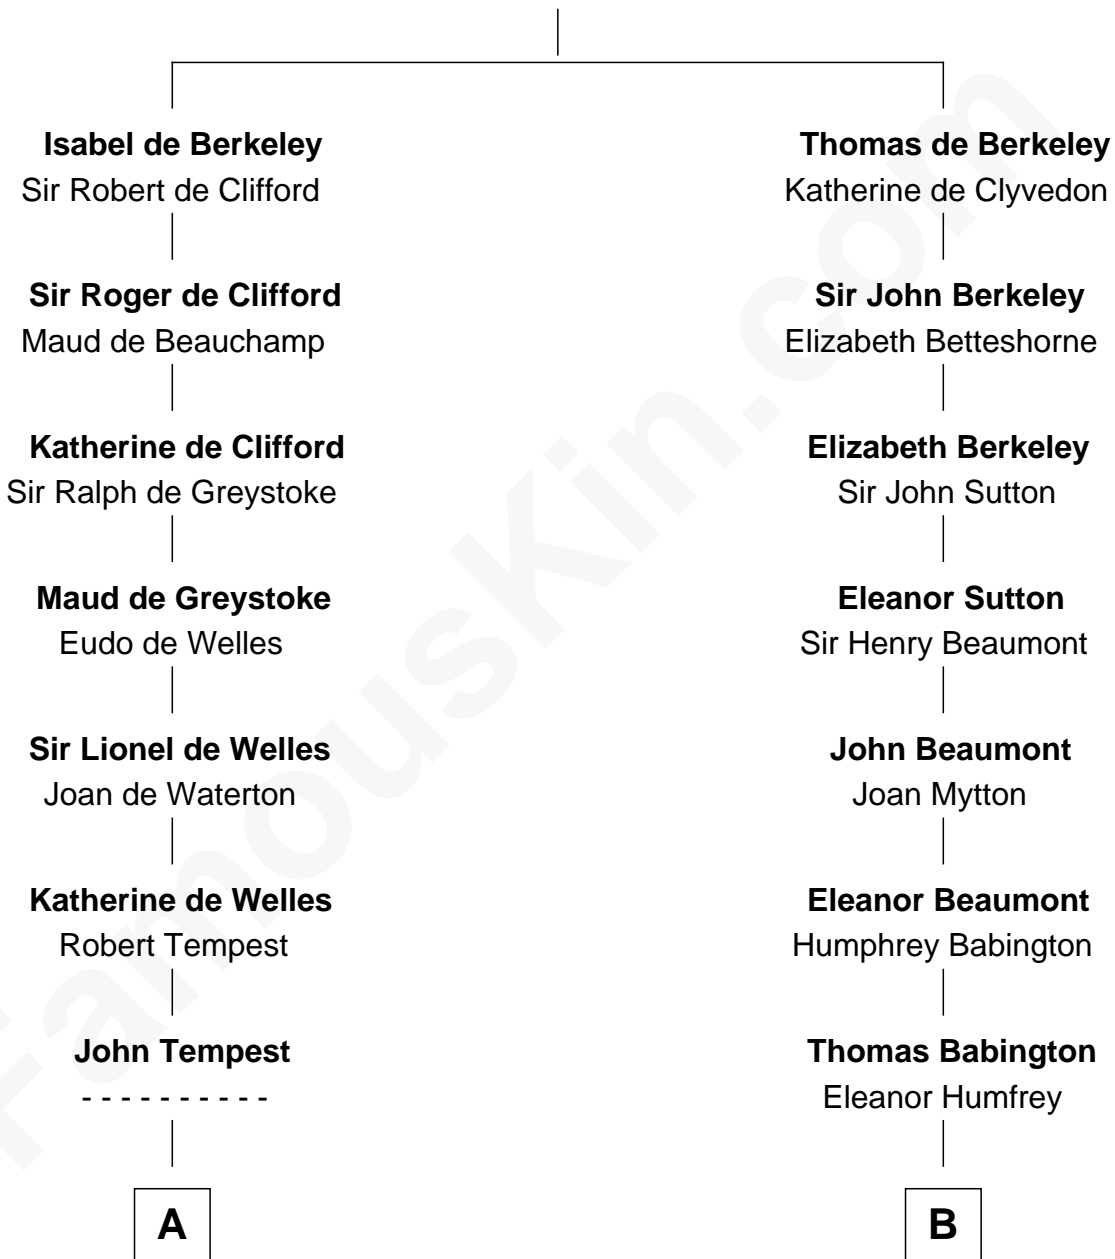 Isabel de Berkeley
Sir Robert de Clifford
Sir Roger de Clifford
Maud de Beauchamp
Katherine de Clifford
Sir Ralph de Greystoke
Maud de Greystoke
Eudo de Welles
Sir Lionel de Welles
Joan de Waterton
Katherine de Welles
Robert Tempest
John Tempest
- - - - - - - - - -
A
Thomas de Berkeley
Katherine de Clyvedon
Sir John Berkeley
Elizabeth Betteshorne
Elizabeth Berkeley
Sir John Sutton
Eleanor Sutton
Sir Henry Beaumont
John Beaumont
Joan Mytton
Eleanor Beaumont
Humphrey Babington
Thomas Babington
Eleanor Humfrey
B
FamousKin.com